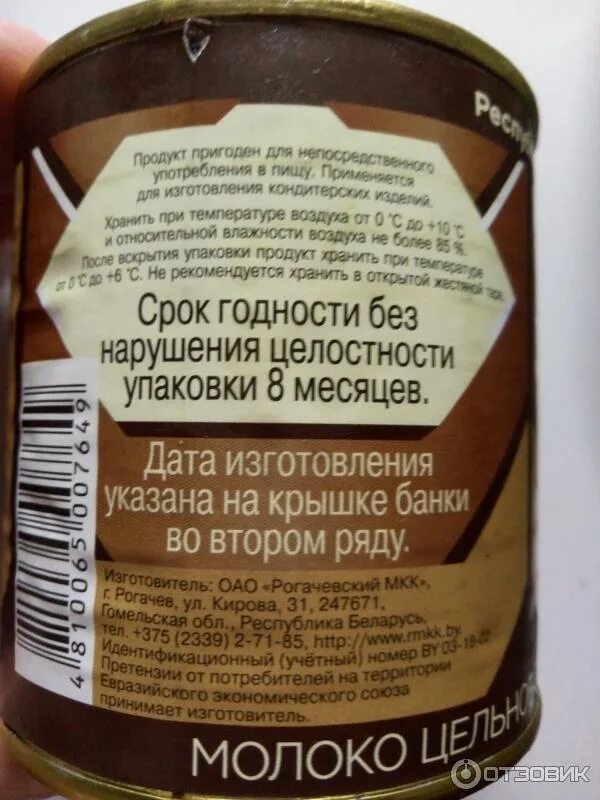 Респу
Продукт пригоден для непосредственного
употребления в пищу. Применяется
для изготовления кондитерских изделий.
Хранить при температуре воздуха от 0 °С до +10 °С
и относительной влажности воздуха не более 85 %.
После вскрытия упаковки продукт хранить при температуре
от 0 °С до +6 °С. Не рекомендуется хранить в открытой жестяной таре.
Срок годности без
нарушения целостности
упаковки 8 месяцев.
Дата изготовления
указана на крышке банки
во втором ряду.
4 810065 007649
Изготовитель: ОАО «Рогачевский МКК»,
г. Рогачев, ул. Кирова, 31, 247671,
Гомельская обл., Республика Беларусь,
тел. +375 (2339) 2-71-85, http://www.rmkk.by
Идентификационный (учётный) номер BY 03-18-02
Претензии от потребителей на территории
Евразийского экономического союза
принимает изготовитель.
МОЛОКО ЦЕЛЬНО
ОТЗОВИК